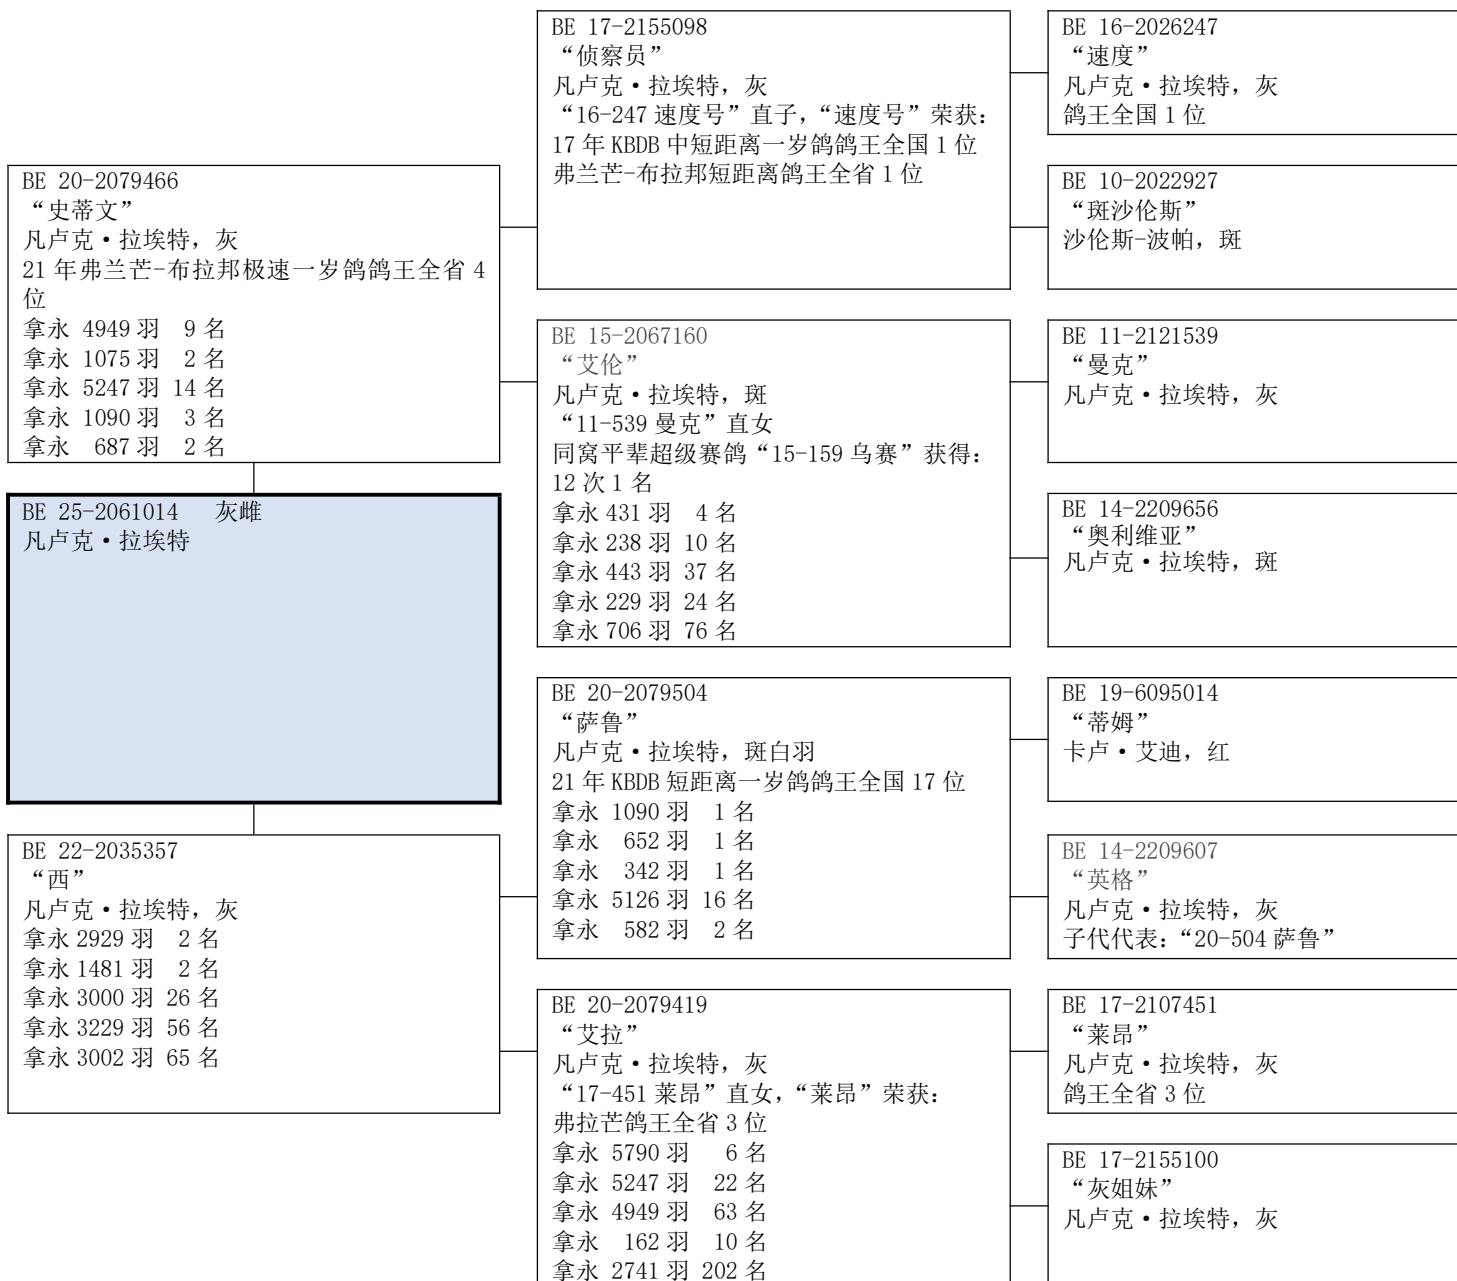 BE 20-2079466
“史蒂文”
凡卢克•拉埃特，灰
21 年弗兰芒-布拉邦极速一岁鸽鸽王全省 4
位
拿永 4949 羽 9 名
拿永 1075 羽 2 名
拿永 5247 羽 14 名
拿永 1090 羽 3 名
拿永 687 羽 2 名
BE 25-2061014 灰雌
凡卢克•拉埃特
BE 22-2035357
“西”
凡卢克•拉埃特，灰
拿永 2929 羽 2 名
拿永 1481 羽 2 名
拿永 3000 羽 26 名
拿永 3229 羽 56 名
拿永 3002 羽 65 名
BE 17-2155098
“侦察员”
凡卢克•拉埃特，灰
“16-247 速度号”直子，“速度号”荣获：
17 年 KBDB 中短距离一岁鸽鸽王全国 1 位
弗兰芒-布拉邦短距离鸽王全省 1 位
BE 15-2067160
“艾伦”
凡卢克•拉埃特，斑
“11-539 曼克”直女
同窝平辈超级赛鸽“15-159 乌赛”获得：
12 次 1 名
拿永 431 羽 4 名
拿永 238 羽 10 名
拿永 443 羽 37 名
拿永 229 羽 24 名
拿永 706 羽 76 名
BE 20-2079504
“萨鲁”
凡卢克•拉埃特，斑白羽
21 年 KBDB 短距离一岁鸽鸽王全国 17 位
拿永 1090 羽 1 名
拿永 652 羽 1 名
拿永 342 羽 1 名
拿永 5126 羽 16 名
拿永 582 羽 2 名
BE 20-2079419
“艾拉”
凡卢克•拉埃特，灰
“17-451 莱昂”直女，“莱昂”荣获：
弗拉芒鸽王全省 3 位
拿永 5790 羽 6 名
拿永 5247 羽 22 名
拿永 4949 羽 63 名
拿永 162 羽 10 名
拿永 2741 羽 202 名
BE 16-2026247
“速度”
凡卢克•拉埃特，灰
鸽王全国 1 位
BE 10-2022927
“斑沙伦斯”
沙伦斯-波帕，斑
BE 11-2121539
“曼克”
凡卢克•拉埃特，灰
BE 14-2209656
“奥利维亚”
凡卢克•拉埃特，斑
BE 19-6095014
“蒂姆”
卡卢•艾迪，红
BE 14-2209607
“英格”
凡卢克•拉埃特，灰
子代代表：“20-504 萨鲁”
BE 17-2107451
“莱昂”
凡卢克•拉埃特，灰
鸽王全省 3 位
BE 17-2155100
“灰姐妹”
凡卢克•拉埃特，灰